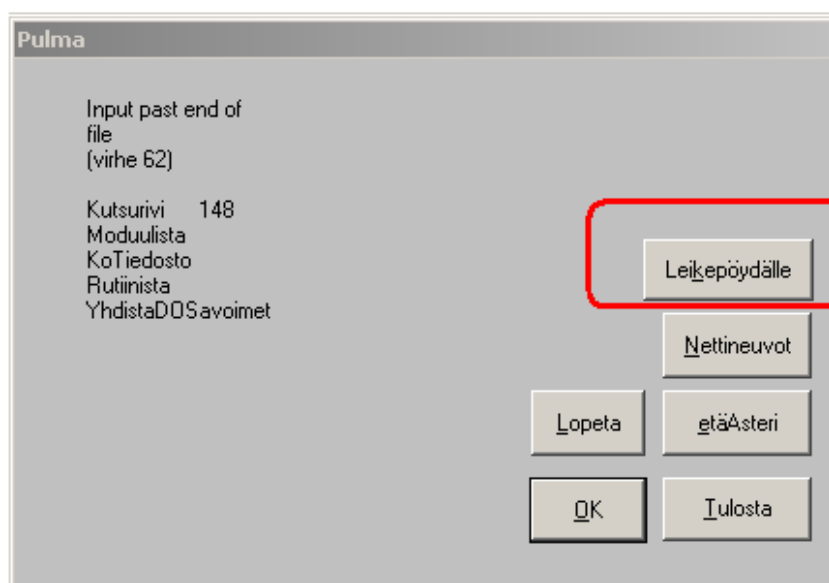 Pulma
Input past end of
file
(virhe 62)
Kutsurivi 148
Moduulista
KoTiedosto
Rutiinista
YhdistaDOSavoimet
Leikepöydälle
Nettineuvot
Lopeta
etäAsteri
OK
Tulosta